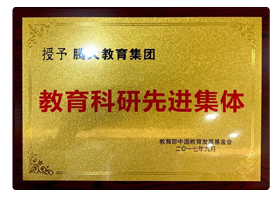 授予 腾大教育集团
教育科研先进集体
教育部中国教育发展基金会
二〇一七年九月